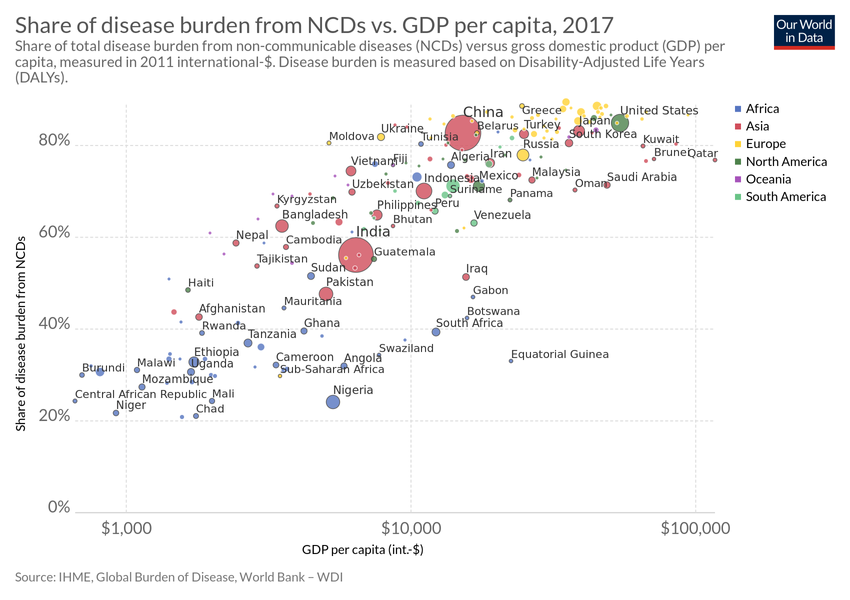 Share of disease burden from NCDs vs. GDP per capita, 2017
Our World
in Data
Share of total disease burden from non-communicable diseases (NCDs) versus gross domestic product (GDP) per
capita, measured in 2011 international-$. Disease burden is measured based on Disability-Adjusted Life Years
(DALYs).
Africa
Asia
Europe
North America
Oceania
South America
Share of disease burden from NCDs
80%
60%
40%
20%
0%
China
Greece
United States
Ukraine
Belarus
Turkey
Japan
Moldova
Tunisia
South Korea
Russia
Kuwait
Vietnam
Fiji
Algeria
Iran
Brunei
Qatar
Uzbekistan
Indonesia
Mexico
Malaysia
Oman
Saudi Arabia
Suriname
Panama
Kyrgyzstan
Philippines
Peru
Bangladesh
Bhutan
Venezuela
Nepal
Cambodia
India
Guatemala
Tajikistan
Sudan
Iraq
Haiti
Pakistan
Gabon
Mauritania
Afghanistan
Botswana
Rwanda
Ghana
South Africa
Tanzania
Swaziland
Ethiopia
Cameroon
Angola
Equatorial Guinea
Burundi
Malawi
Uganda
Sub-Saharan Africa
Mozambique
Central African Republic
Mali
Nigeria
Niger
Chad
$1,000
$10,000
$100,000
GDP per capita (int.-$)
Source: IHME, Global Burden of Disease, World Bank – WDI